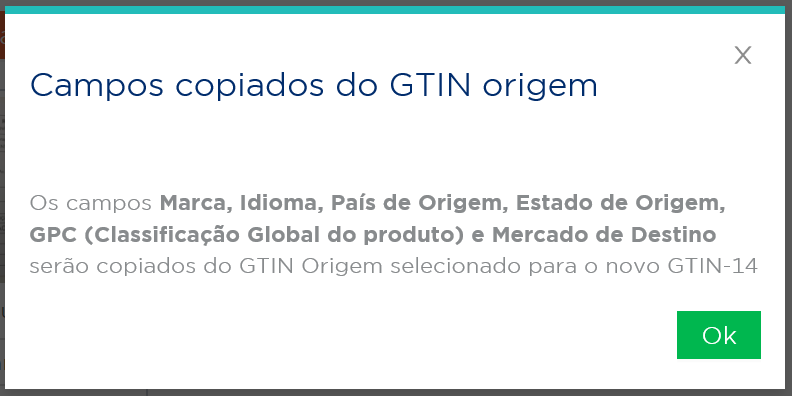 X
Campos copiados do GTIN origem
Os campos Marca, Idioma, País de Origem, Estado de Origem,
GPC (Classificação Global do produto) e Mercado de Destino
serão copiados do GTIN Origem selecionado para o novo GTIN-14
Ok